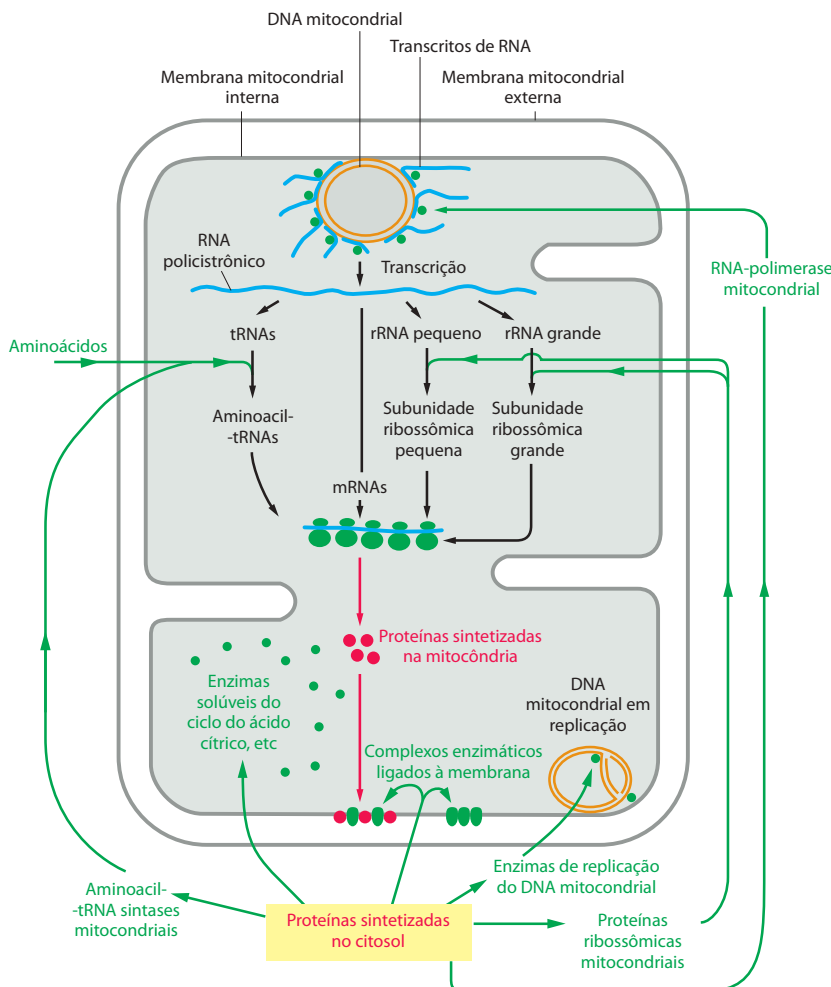 DNA mitocondrial
Transcritos de RNA
Membrana mitocondrial
interna
Membrana mitocondrial
externa
RNA
policistrônico
Transcrição
RNA-polimerase
mitocondrial
tRNAs
rRNA pequeno
rRNA grande
Aminoácidos
Aminoacil-
-tRNAs
Subunidade
ribossômica
pequena
Subunidade
ribossômica
grande
mRNAs
Proteínas sintetizadas
na mitocôndria
Enzimas
solúveis do
ciclo do ácido
cítrico, etc
DNA
mitocondrial em
replicação
Complexos enzimáticos
ligados à membrana
Enzimas de replicação
do DNA mitocondrial
Aminoacil-
-tRNA sintases
mitocondriais
Proteínas sintetizadas
no citosol
Proteínas
ribossômicas
mitocondriais